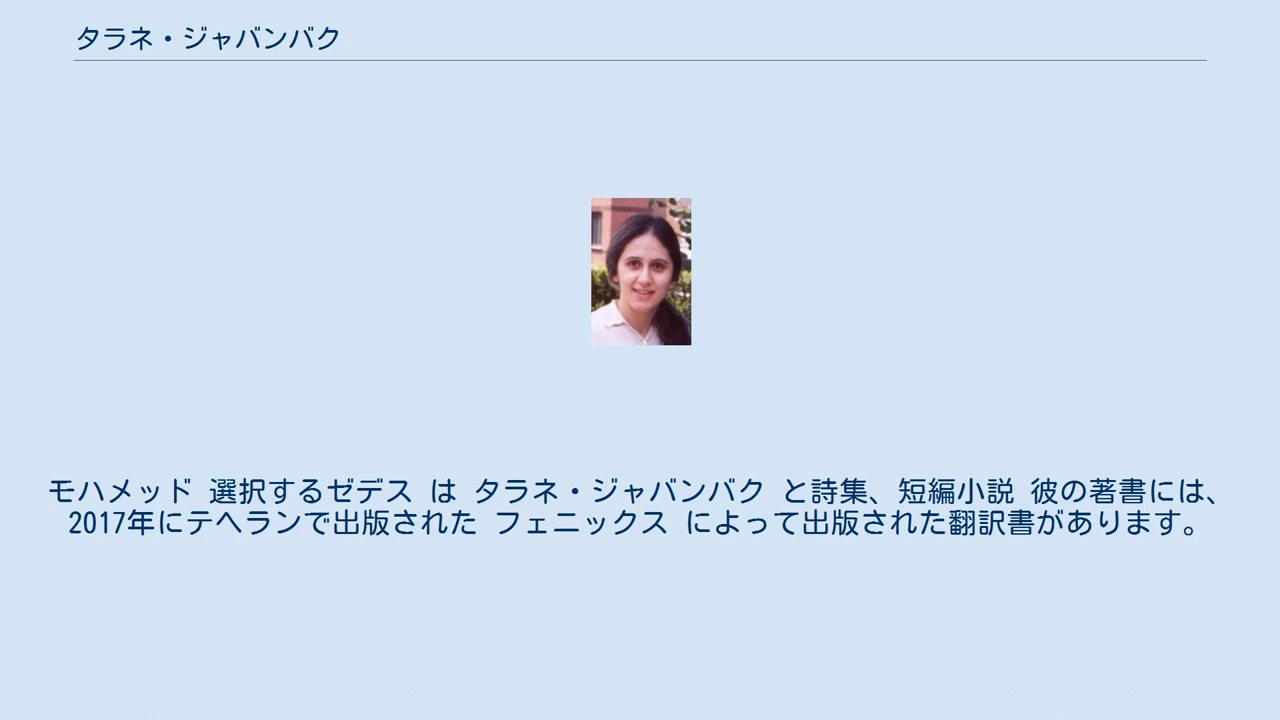 タラネ・ジャバンバク
モハメッド 選択するゼデス は タラネ・ジャバンバク と詩集、短編小説 彼の著書には、
2017年にテヘランで出版された フェニックス によって出版された翻訳書があります。